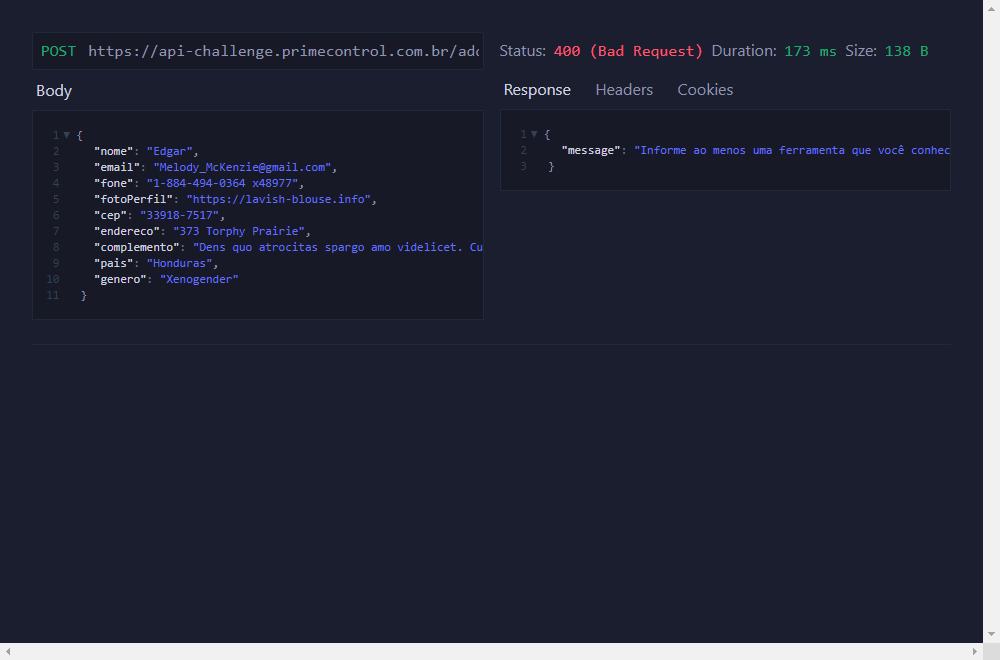 POST https://api-challenge.primecontrol.com.br/add
Status: 400 (Bad Request) Duration: 173 ms Size: 138 B
Body
Response Headers Cookies
1 {
2 "nome": "Edgar",
3 "email": "Melody_McKenzie@gmail.com",
4 "fone": "1-884-494-0364 x48977",
5 "fotoPerfil": "https://lavish-blouse.info",
6 "cep": "33918-7517",
7 "endereco": "373 Torphy Prairie",
8 "complemento": "Dens quo atrocitas spargo amo videlicet. Cu
9 "pais": "Honduras",
10 "genero": "Xenogender"
11 }
1 {
2 "message": "Informe ao menos uma ferramenta que você conhec
3 }